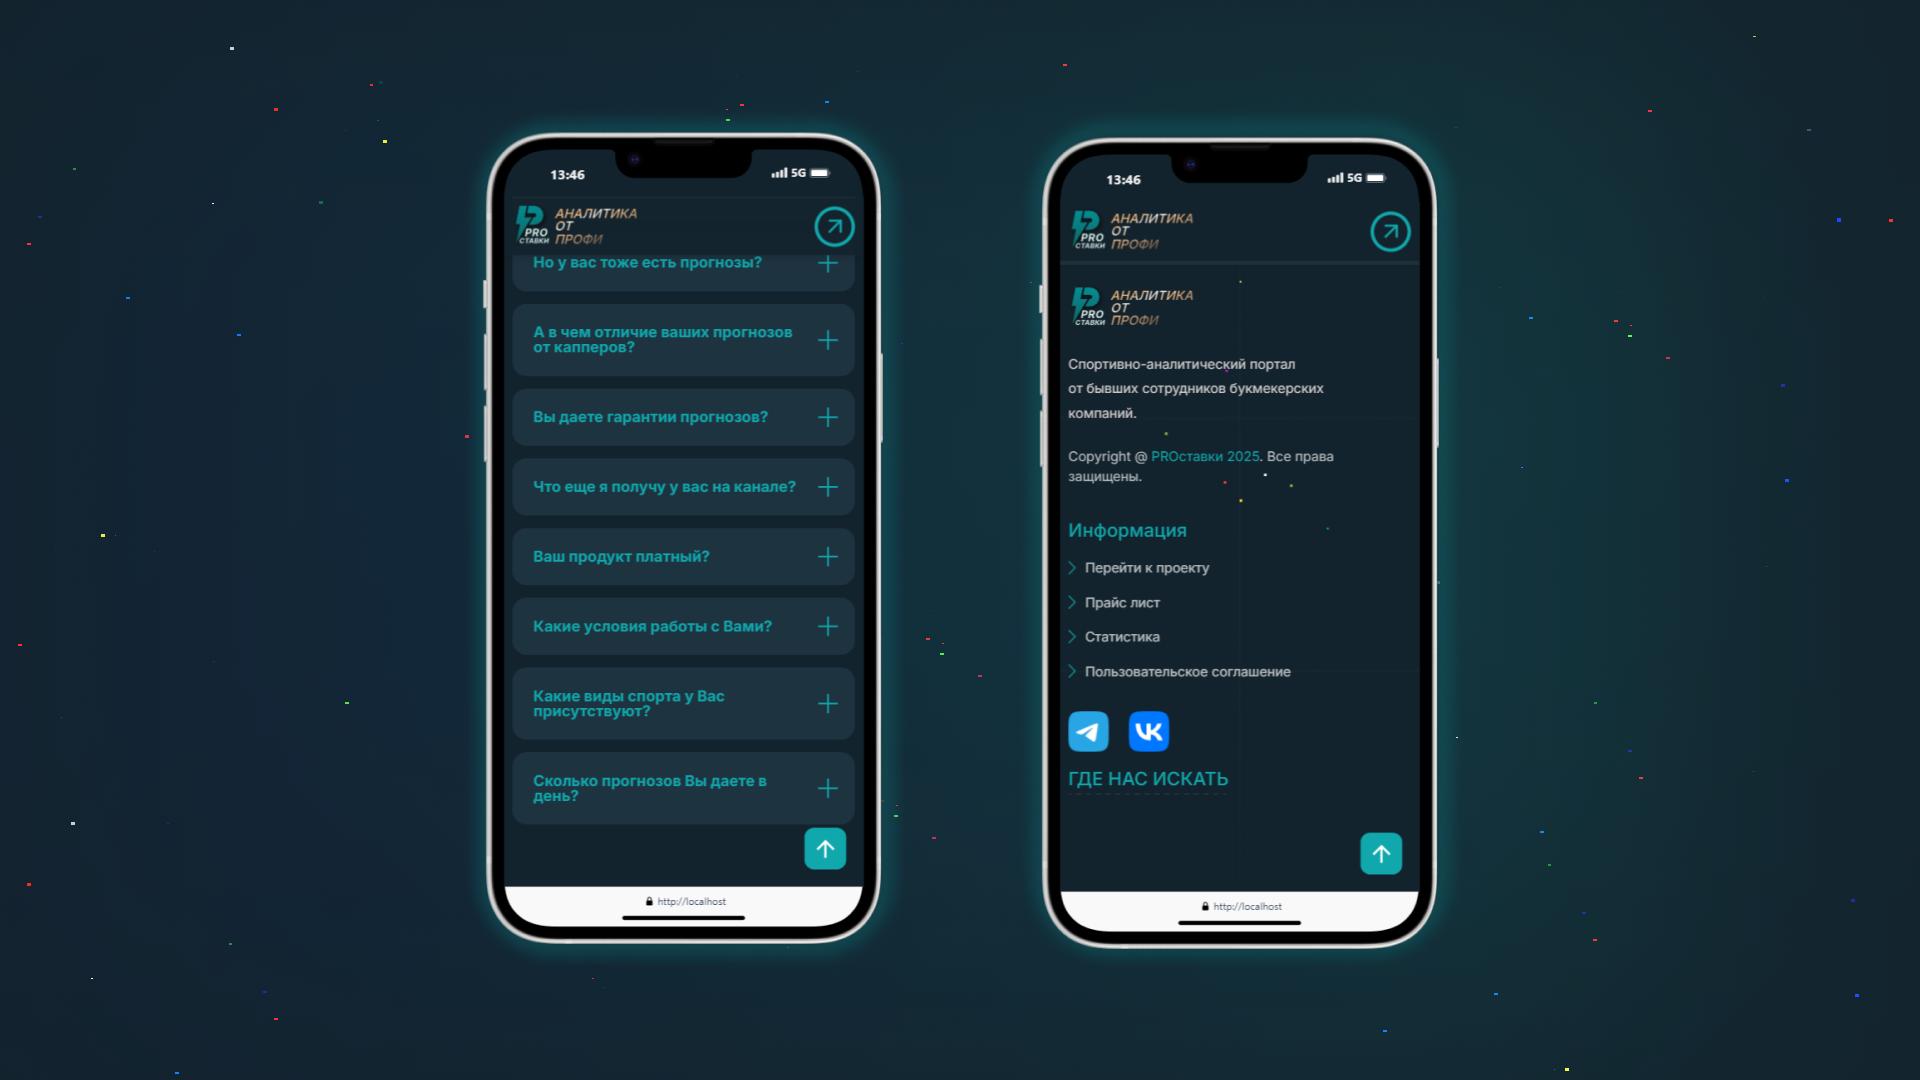 13:46
5G
PRO
СТАВКИ
АНАЛИТИКА
ОТ
ПРОФИ
Но у вас тоже есть прогнозы?
А в чем отличие ваших прогнозов
от капперов?
Вы даете гарантии прогнозов?
Что еще я получу у вас на канале?
Ваш продукт платный?
Какие условия работы с Вами?
Какие виды спорта у Вас
присутствуют?
Сколько прогнозов Вы даете в
день?
http://localhost
13:46
5G
PRO
СТАВКИ
АНАЛИТИКА
ОТ
ПРОФИ
PRO
СТАВКИ
АНАЛИТИКА
ОТ
ПРОФИ
Спортивно-аналитический портал
от бывших сотрудников букмекерских
компаний.
Copyright @ PROставки 2025. Все права
защищены.
Информация
Перейти к проекту
Прайс лист
Статистика
Пользовательское соглашение
VK
ГДЕ НАС ИСКАТЬ
http://localhost